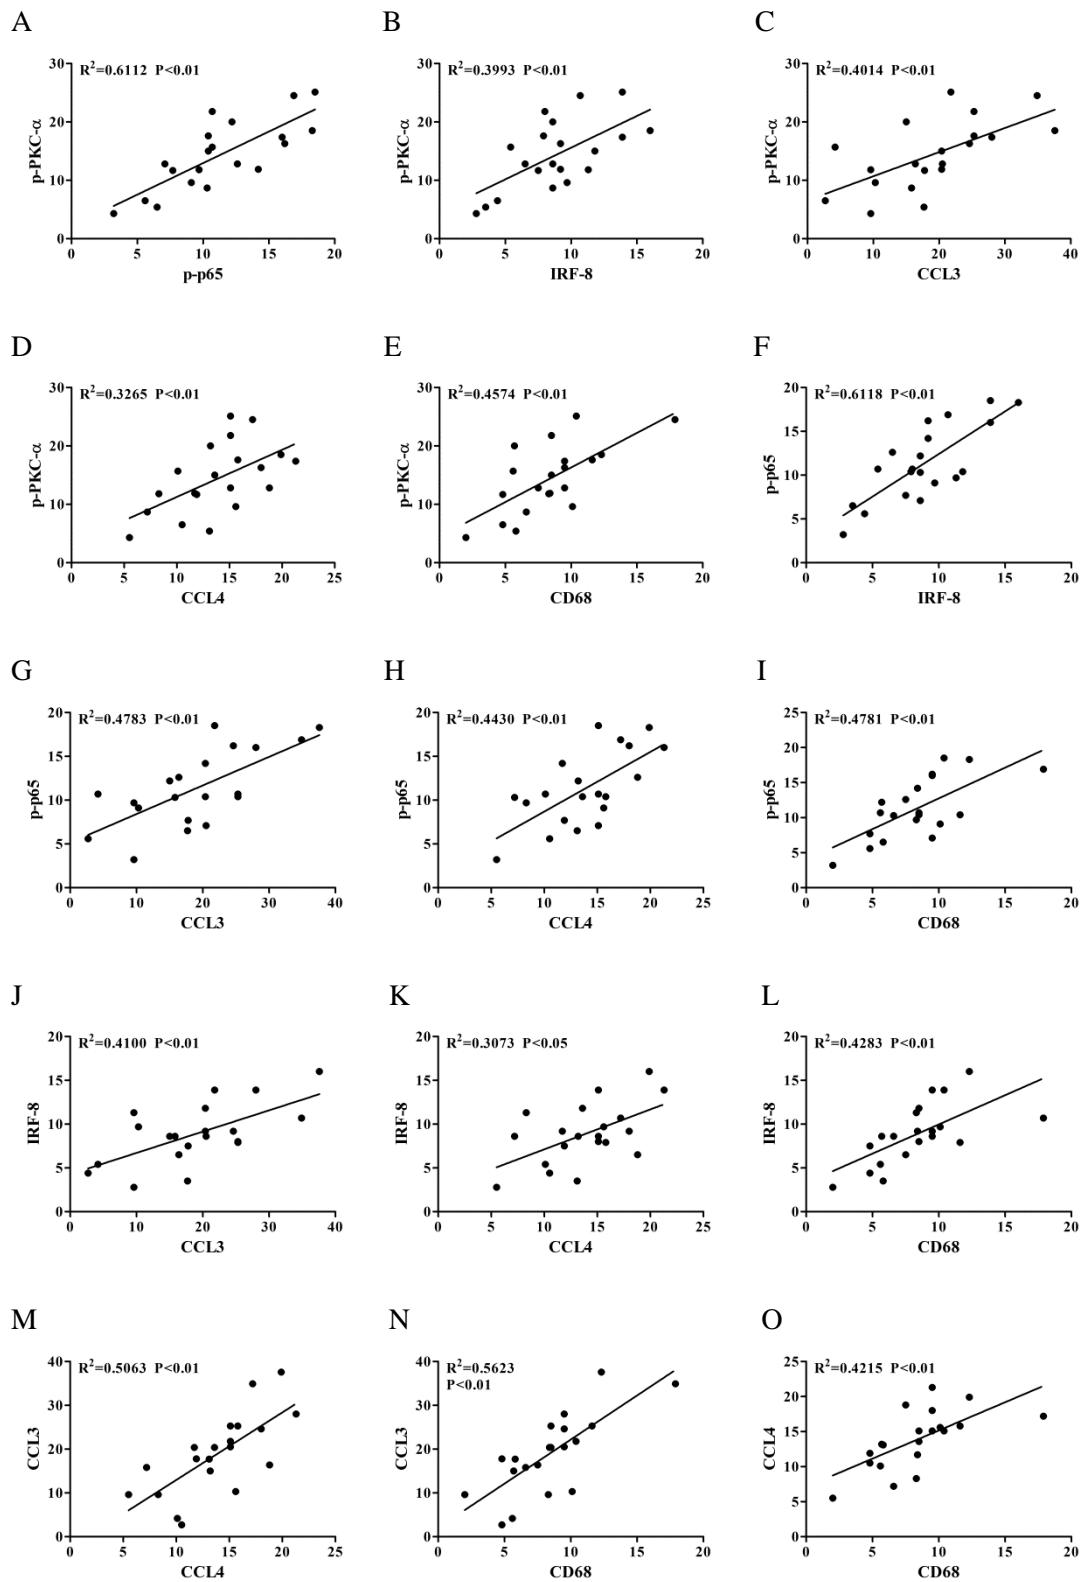 A
R²=0.6112 P<0.01
30
20
10
0
p-PKC-α
0 5 10 15 20
p-p65
B
R²=0.3993 P<0.01
30
20
10
0
p-PKC-α
0 5 10 15 20
IRF-8
C
R²=0.4014 P<0.01
30
20
10
0
p-PKC-α
0 10 20 30 40
CCL3
D
R²=0.3265 P<0.01
30
20
10
0
p-PKC-α
0 5 10 15 20 25
CCL4
E
R²=0.4574 P<0.01
30
20
10
0
p-PKC-α
0 5 10 15 20
CD68
F
R²=0.6118 P<0.01
20
15
10
5
0
p-p65
0 5 10 15 20
IRF-8
G
R²=0.4783 P<0.01
20
15
10
5
0
p-p65
0 10 20 30 40
CCL3
H
R²=0.4430 P<0.01
20
15
10
5
0
p-p65
0 5 10 15 20 25
CCL4
I
R²=0.4781 P<0.01
25
20
15
10
5
0
p-p65
0 5 10 15 20
CD68
J
R²=0.4100 P<0.01
20
15
10
5
0
IRF-8
0 10 20 30 40
CCL3
K
R²=0.3073 P<0.05
20
15
10
5
0
IRF-8
0 5 10 15 20 25
CCL4
L
R²=0.4283 P<0.01
20
15
10
5
0
IRF-8
0 5 10 15 20
CD68
M
R²=0.5063 P<0.01
40
30
20
10
0
CCL3
0 5 10 15 20 25
CCL4
N
R²=0.5623
P<0.01
40
30
20
10
0
CCL3
0 5 10 15 20
CD68
O
R²=0.4215 P<0.01
25
20
15
10
5
0
CCL4
0 5 10 15 20
CD68